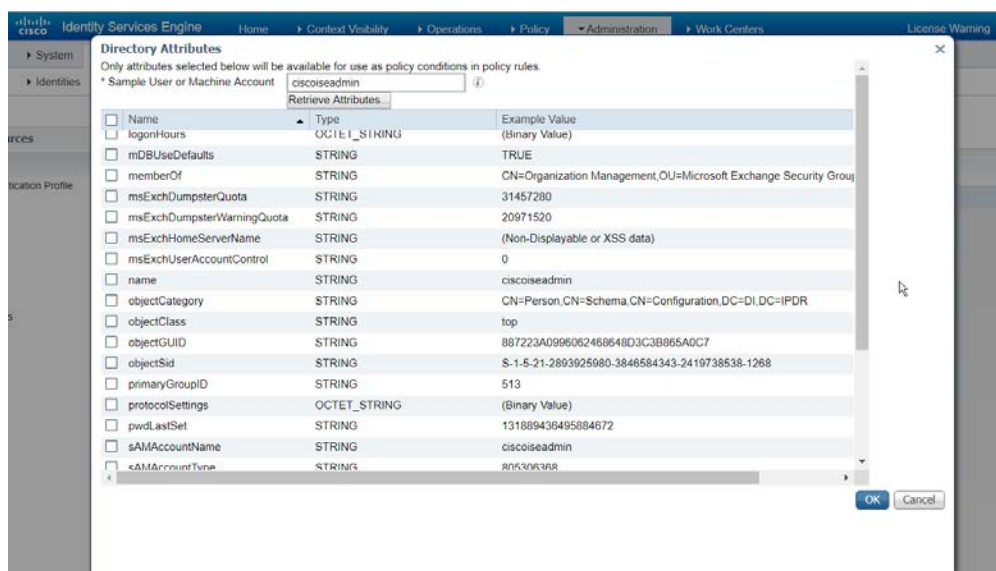 cisco Identity Services Engine Home Context Visibility Operations Policy Administration Work Centers License Warning
System
Identities
Directory Attributes
Only attributes selected below will be available for use as policy conditions in policy rules.
* Sample User or Machine Account ciscoiseadmin
Retrieve Attributes...
Name Type Example Value
logonHours OCTET_STRING (Binary Value)
mDBUseDefaults STRING TRUE
memberOf STRING CN=Organization Management,OU=Microsoft Exchange Security Group
msExchDumpsterQuota STRING 31457280
msExchDumpsterWarningQuota STRING 20971520
msExchHomeServerName STRING (Non-Displayable or XSS data)
msExchUserAccountControl STRING 0
name STRING ciscoiseadmin
objectCategory STRING CN=Person,CN=Schema,CN=Configuration,DC=DI,DC=IPDR
objectClass STRING top
objectGUID STRING 887223A0996062468648D3C3B865A0C7
objectSid STRING S-1-5-21-2893925980-3846584343-2419738538-1268
primaryGroupID STRING 513
protocolSettings OCTET_STRING (Binary Value)
pwdLastSet STRING 131889436495884672
sAMAccountName STRING ciscoiseadmin
sAMAccountType STRING 805306368
OK Cancel
urces
tication Profile
s